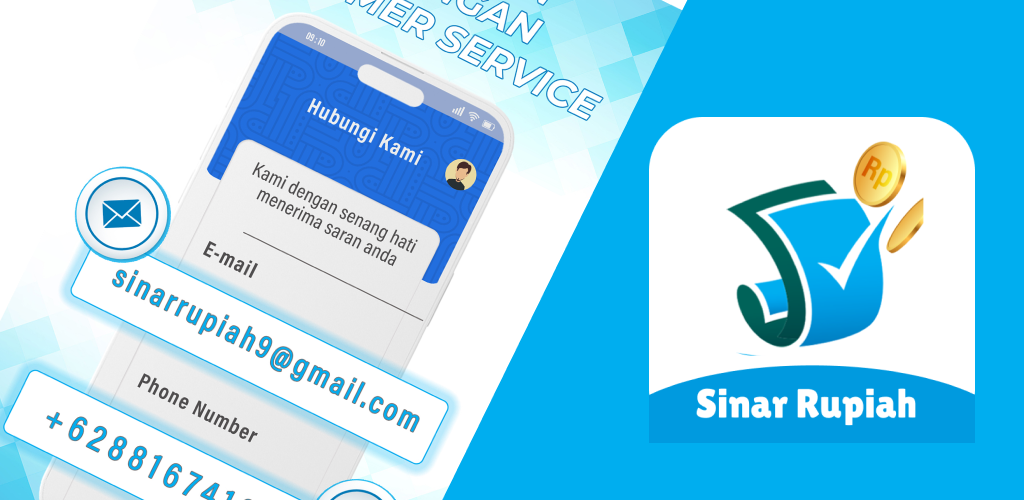 MER SERVICE
09:10
Hubungi Kami
Kami dengan senang hati
menerima saran anda
E-mail
sinarrupiah9@gmail.com
Phone Number
Rp
Sinar Rupiah